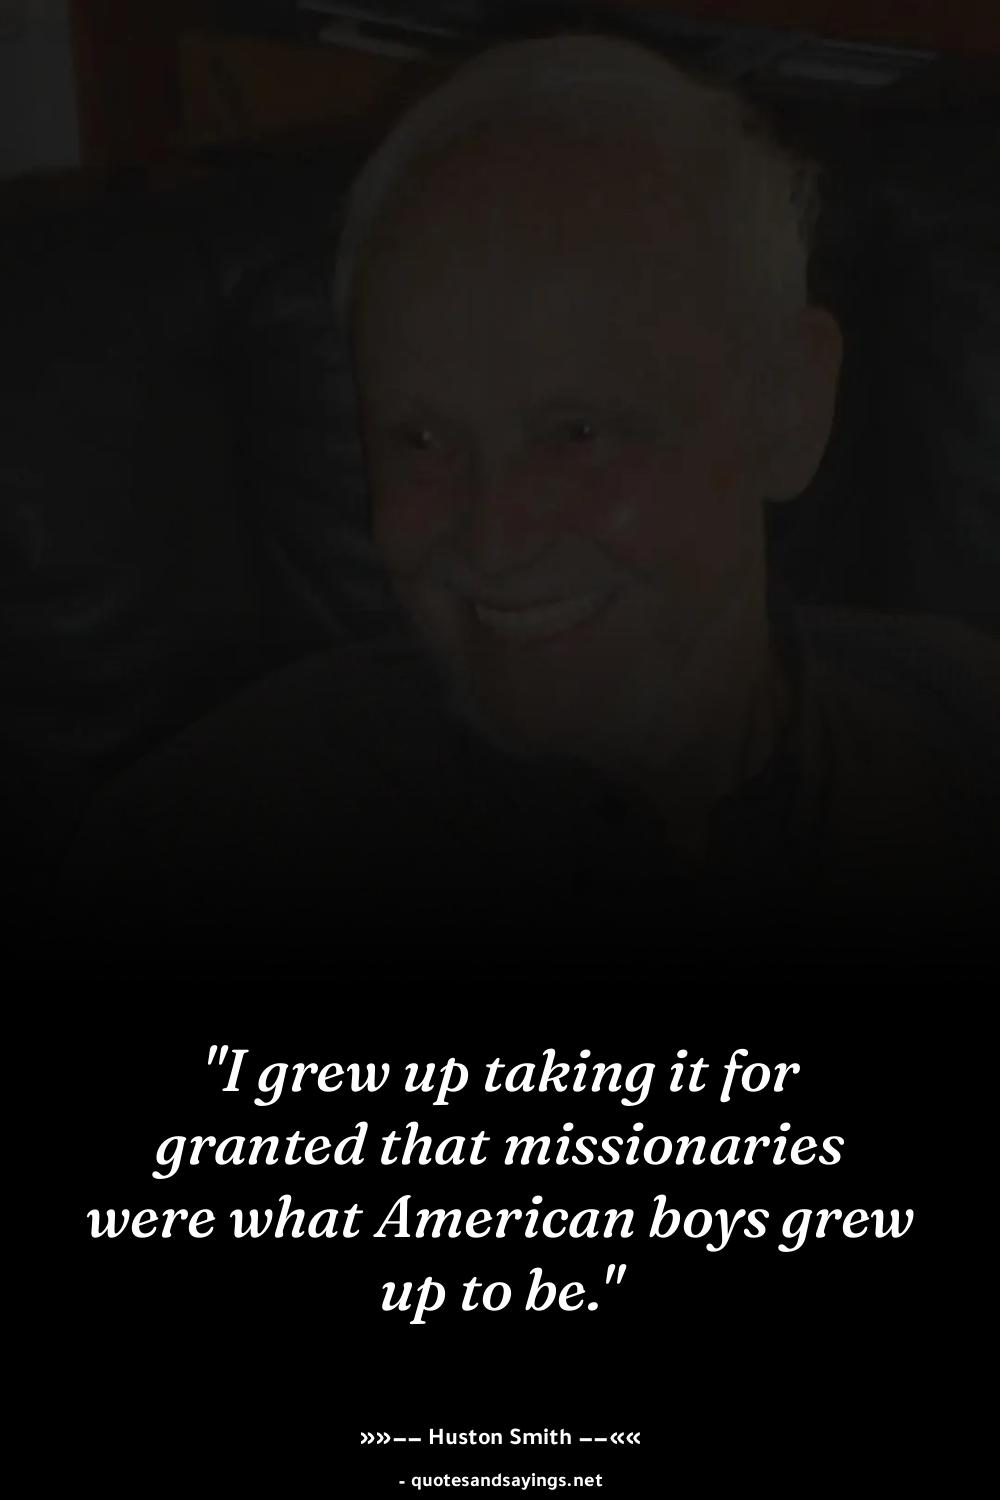 "I grew up taking it for
granted that missionaries
were what American boys grew
up to be."
»»–– Huston Smith ––««
- quotesandsayings.net